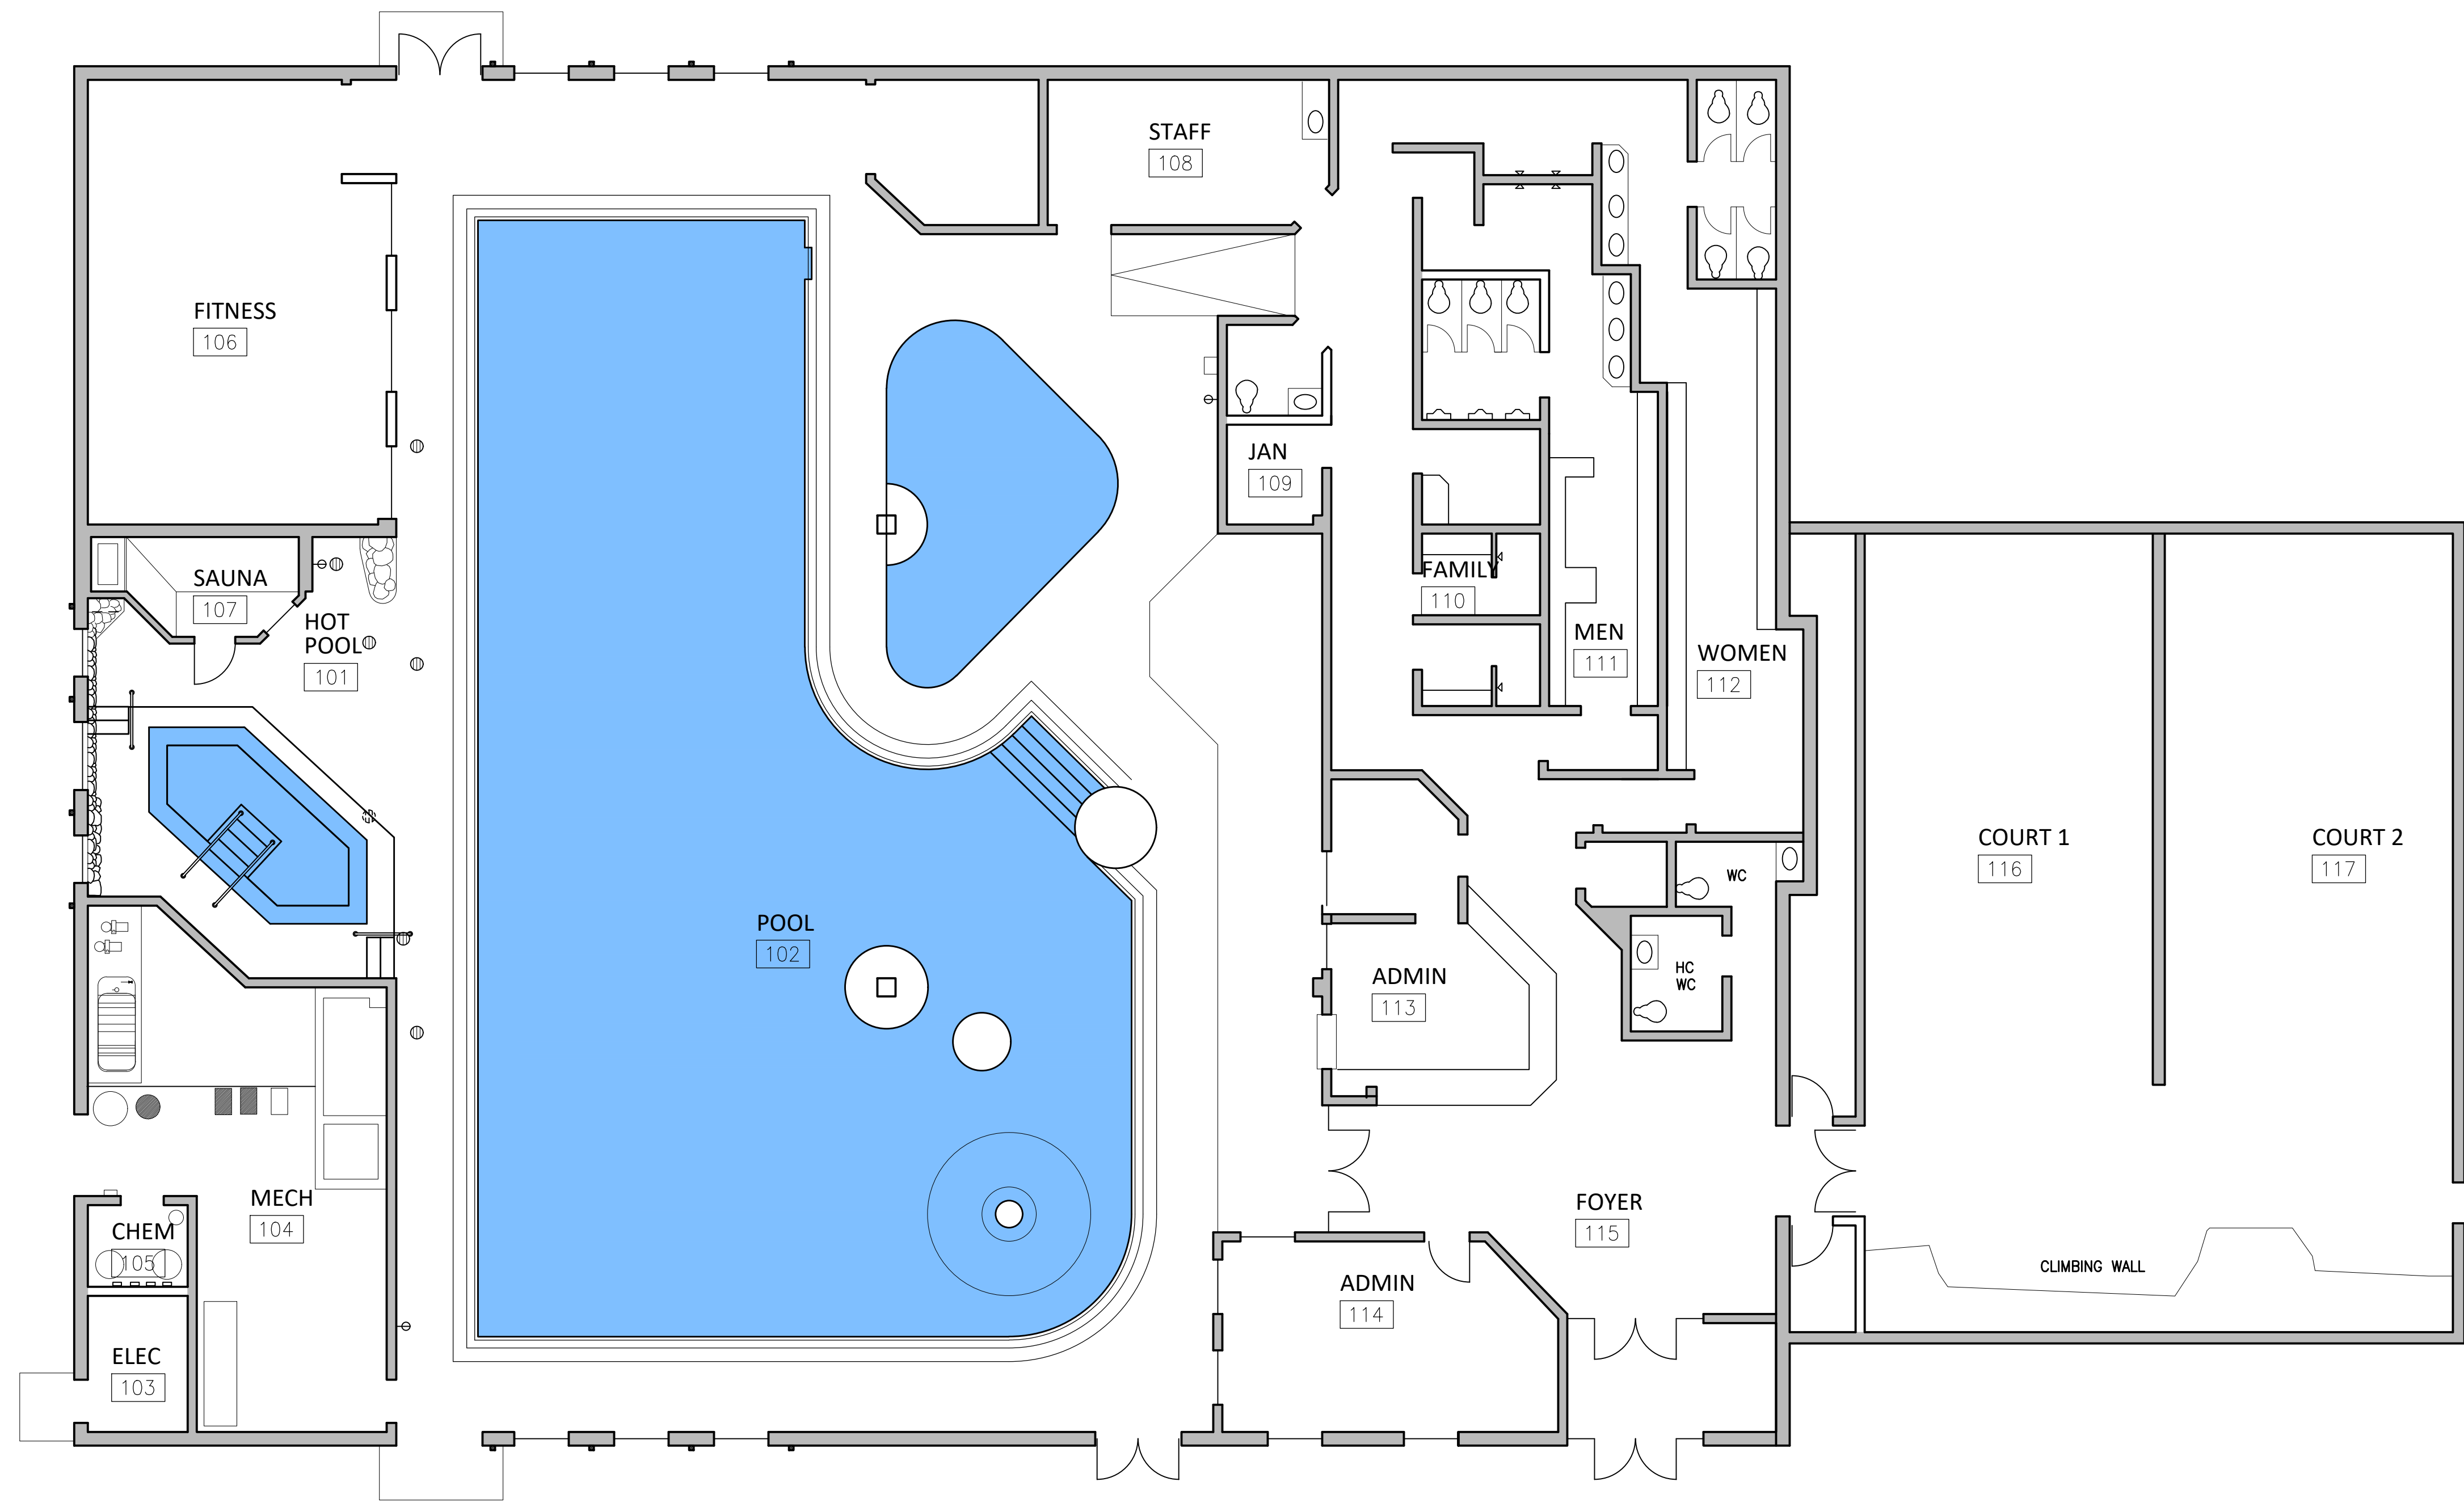 STAFF
108
FITNESS
106
JAN
109
SAUNA
107
HOT
POOL
101
FAMILY
110
MEN
111
WOMEN
112
COURT 1
116
COURT 2
117
WC
POOL
102
ADMIN
113
HC
WC
MECH
104
CHEM
105
FOYER
115
CLIMBING WALL
ADMIN
114
ELEC
103